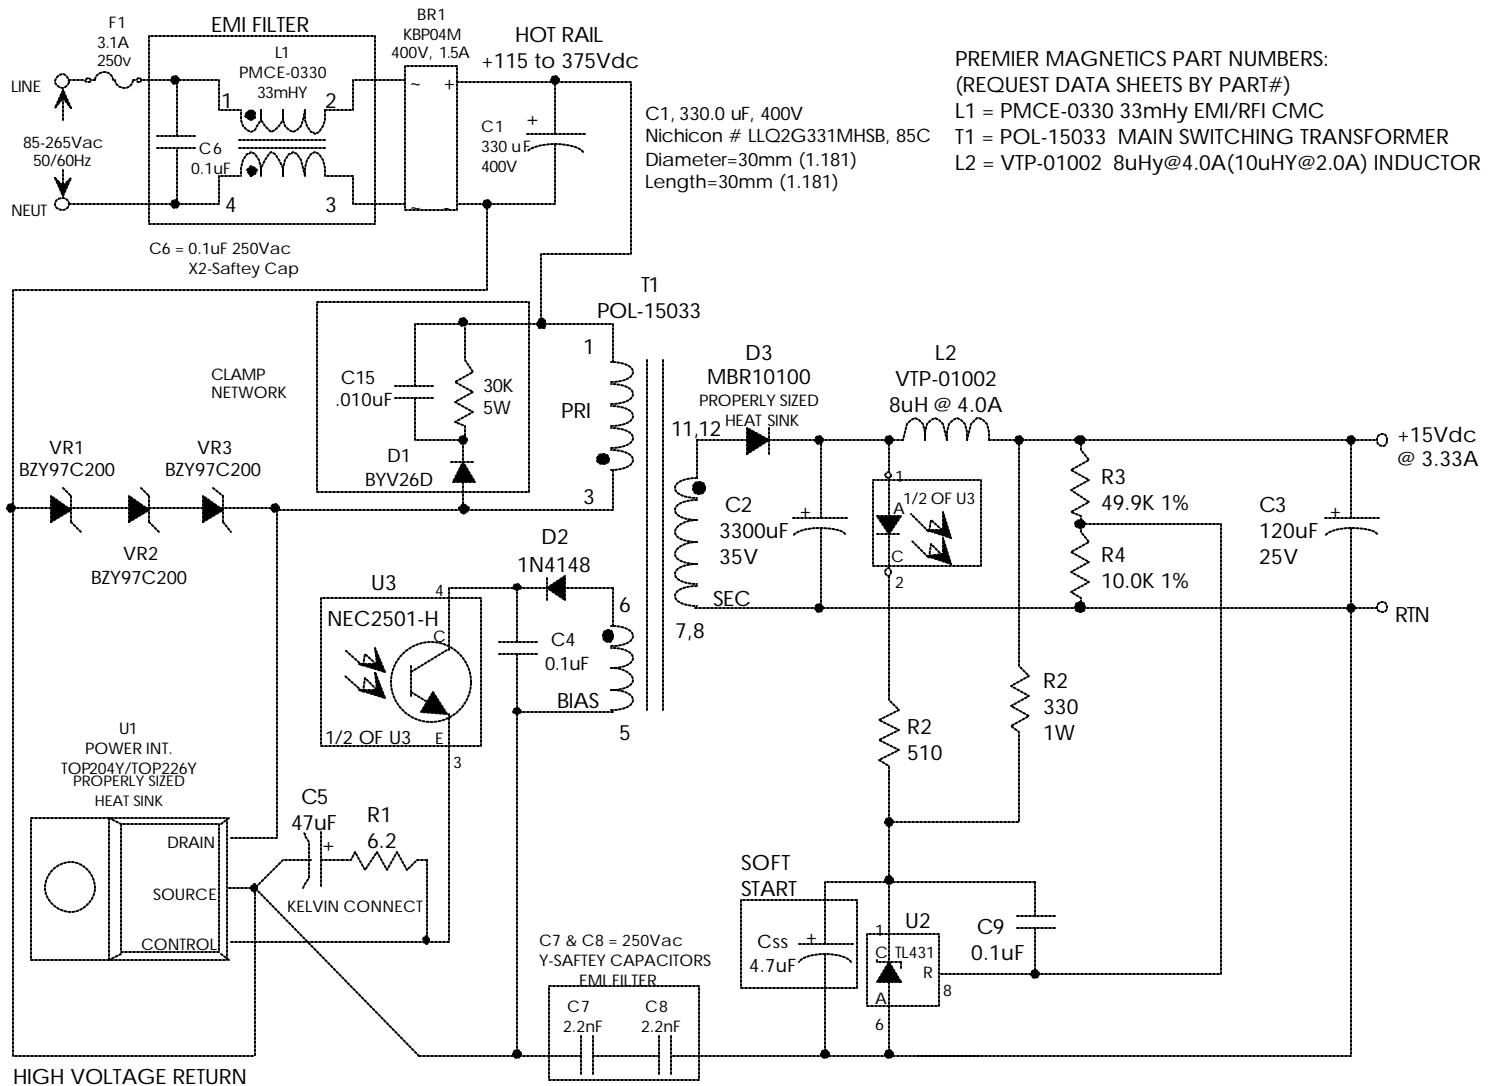 F1
3.1A
250v
EMI FILTER
L1
PMCE-0330
33mHY
BR1
KBP04M
400V, 1.5A
HOT RAIL
+115 to 375Vdc
LINE
1
2
~
+
85-265Vac
50/60Hz
C6
0.1uF
C1
330 uF
400V
+
NEUT
4
3
~
-
C6 = 0.1uF 250Vac
X2-Saftey Cap
C1, 330.0 uF, 400V
Nichicon # LLQ2G331MHSB, 85C
Diameter=30mm (1.181)
Length=30mm (1.181)
PREMIER MAGNETICS PART NUMBERS:
(REQUEST DATA SHEETS BY PART#)
L1 = PMCE-0330 33mHy EMI/RFI CMC
T1 = POL-15033 MAIN SWITCHING TRANSFORMER
L2 = VTP-01002 8uHy@4.0A(10uHY@2.0A) INDUCTOR
T1
POL-15033
CLAMP
NETWORK
C15
.010uF
30K
5W
D1
BYV26D
1
PRI
3
VR1
BZY97C200
VR3
BZY97C200
VR2
BZY97C200
D3
MBR10100
PROPERLY SIZED
HEAT SINK
11,12
L2
VTP-01002
8uH @ 4.0A
+15Vdc
@ 3.33A
C2
3300uF
35V
+
1
1/2 OF U3
A
C
2
R3
49.9K 1%
R4
10.0K 1%
C3
120uF
25V
+
SEC
7,8
RTN
D2
1N4148
6
BIAS
5
C4
0.1uF
U3
4
NEC2501-H
C
1/2 OF U3
E
3
R2
510
R2
330
1W
U1
POWER INT.
TOP204Y/TOP226Y
PROPERLY SIZED
HEAT SINK
DRAIN
SOURCE
CONTROL
C5
47uF
+
R1
6.2
KELVIN CONNECT
SOFT
START
Css
4.7uF
+
1
U2
C
TL431
R
8
A
6
C9
0.1uF
C7 & C8 = 250Vac
Y-SAFTEY CAPACITORS
EMI FILTER
C7
2.2nF
C8
2.2nF
HIGH VOLTAGE RETURN